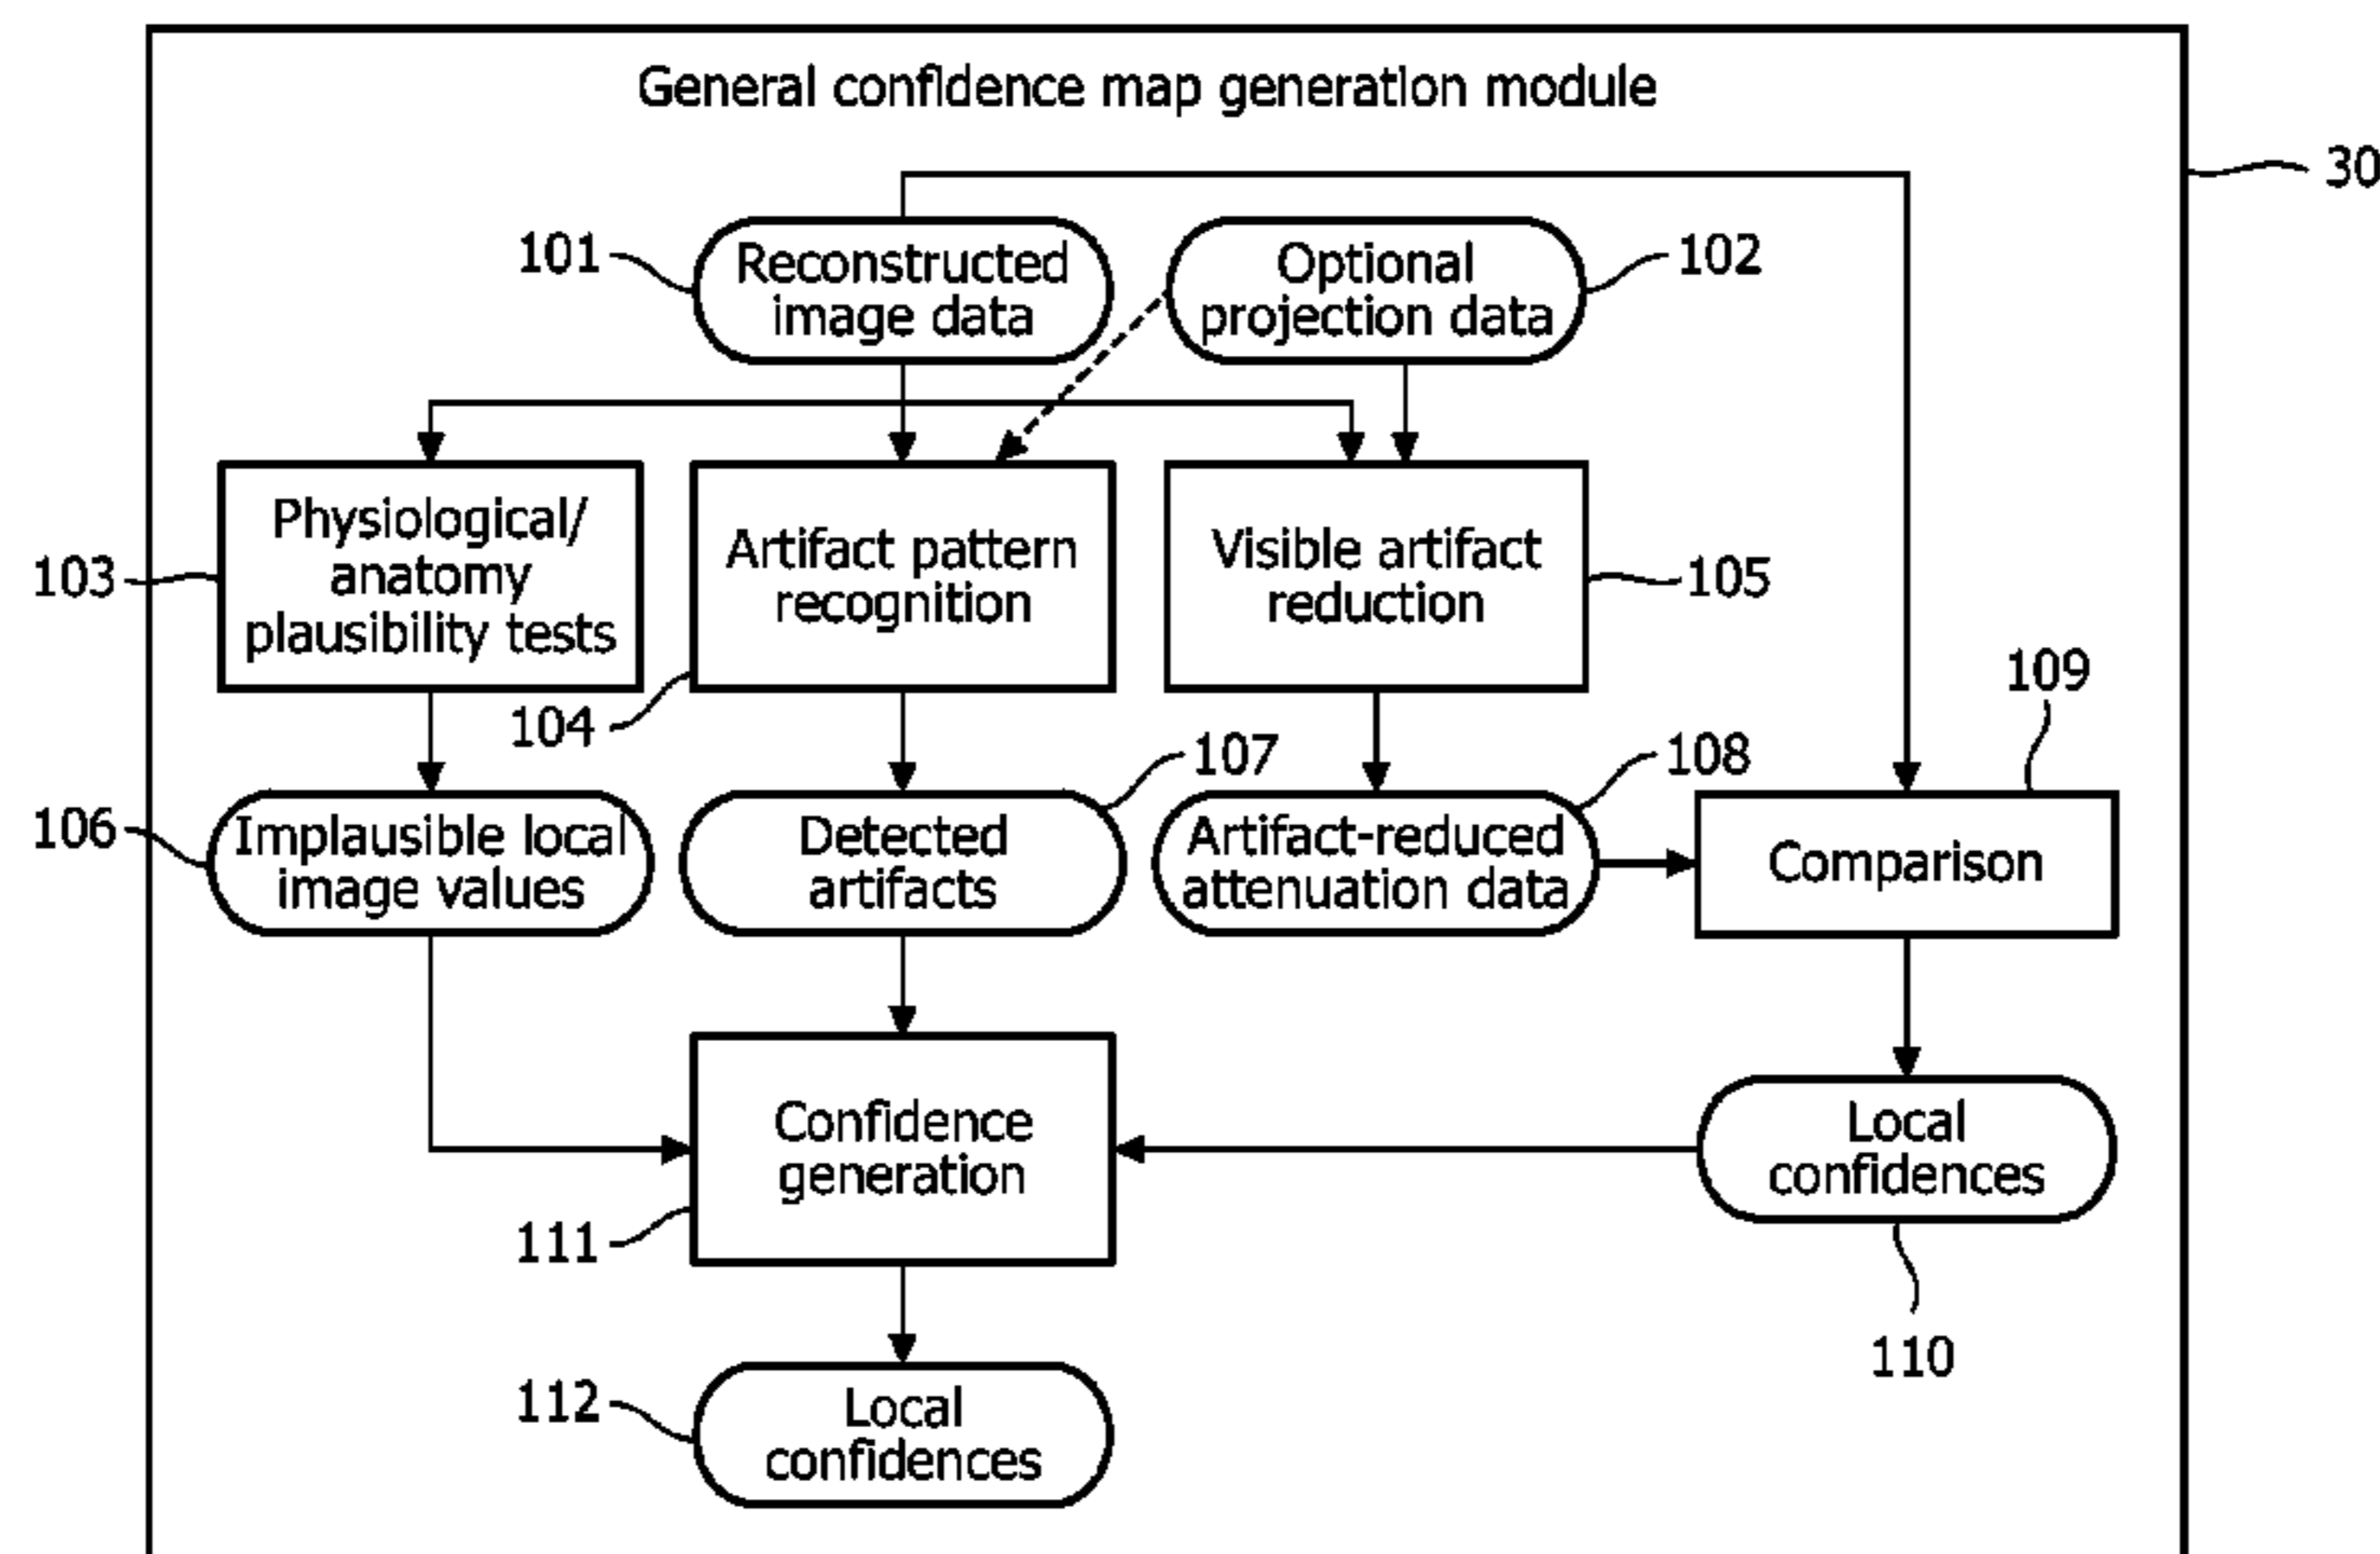 General confidence map generation module
30
101
Reconstructed
image data
Optional
projection data
102
103
Physiological/
anatomy
plausibility tests
Artifact pattern
recognition
104
Visible artifact
reduction
105
109
106
Implausible local
image values
107
Detected
artifacts
108
Artifact-reduced
attenuation data
Comparison
Confidence
generation
111
Local
confidences
110
112
Local
confidences